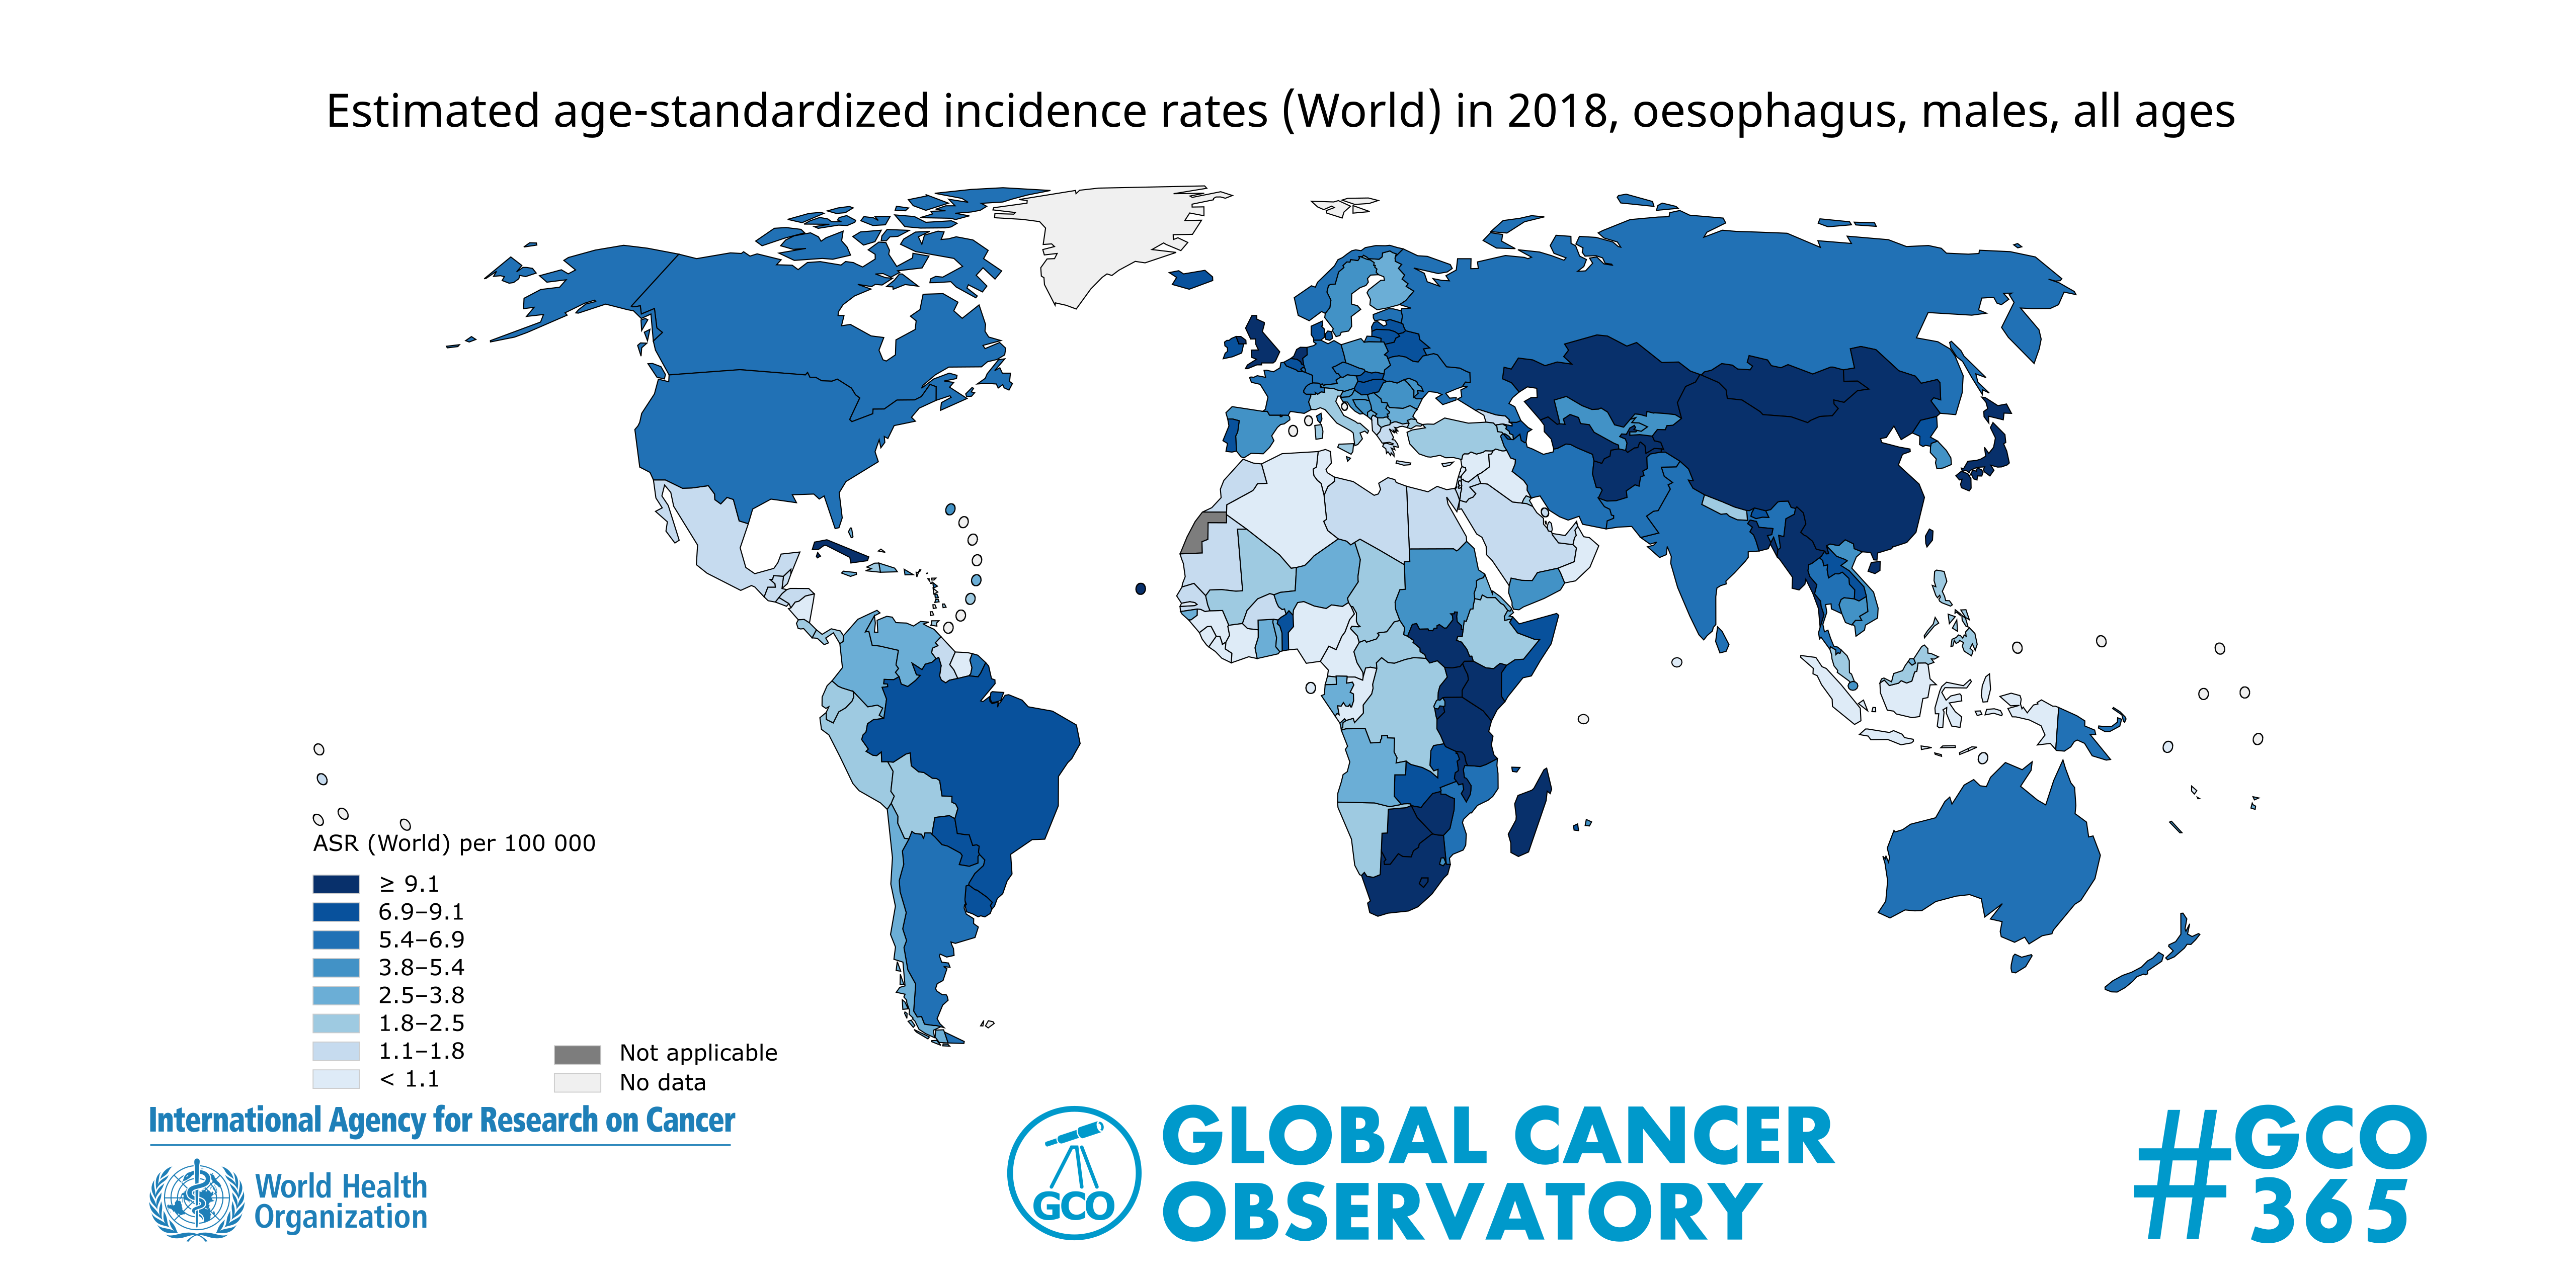 Estimated age-standardized incidence rates (World) in 2018, oesophagus, males, all ages
ASR (World) per 100 000
≥ 9.1
6.9–9.1
5.4–6.9
3.8–5.4
2.5–3.8
1.8–2.5
1.1–1.8
< 1.1
Not applicable
No data
International Agency for Research on Cancer
World Health
Organization
GCO
GLOBAL CANCER
OBSERVATORY
#GCO
365